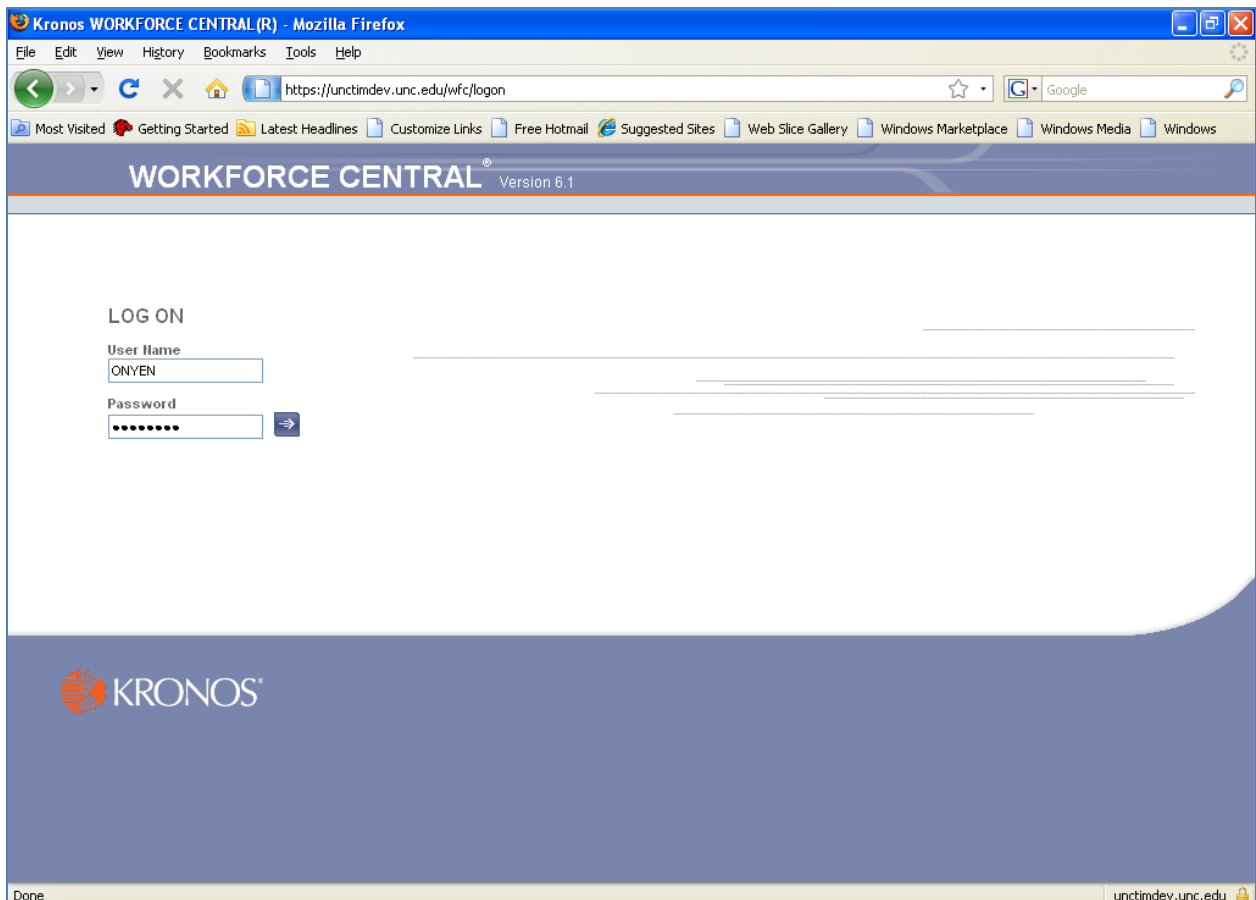 Kronos WORKFORCE CENTRAL(R) - Mozilla Firefox
File Edit View History Bookmarks Tools Help
https://unctimdev.unc.edu/wfc/logon G Google
Most Visited Getting Started Latest Headlines Customize Links Free Hotmail Suggested Sites Web Slice Gallery Windows Marketplace Windows Media Windows
WORKFORCE CENTRAL® Version 6.1
LOG ON
User Name
ONYEN
Password
••••••••
KRONOS®
Done unctimdev.unc.edu